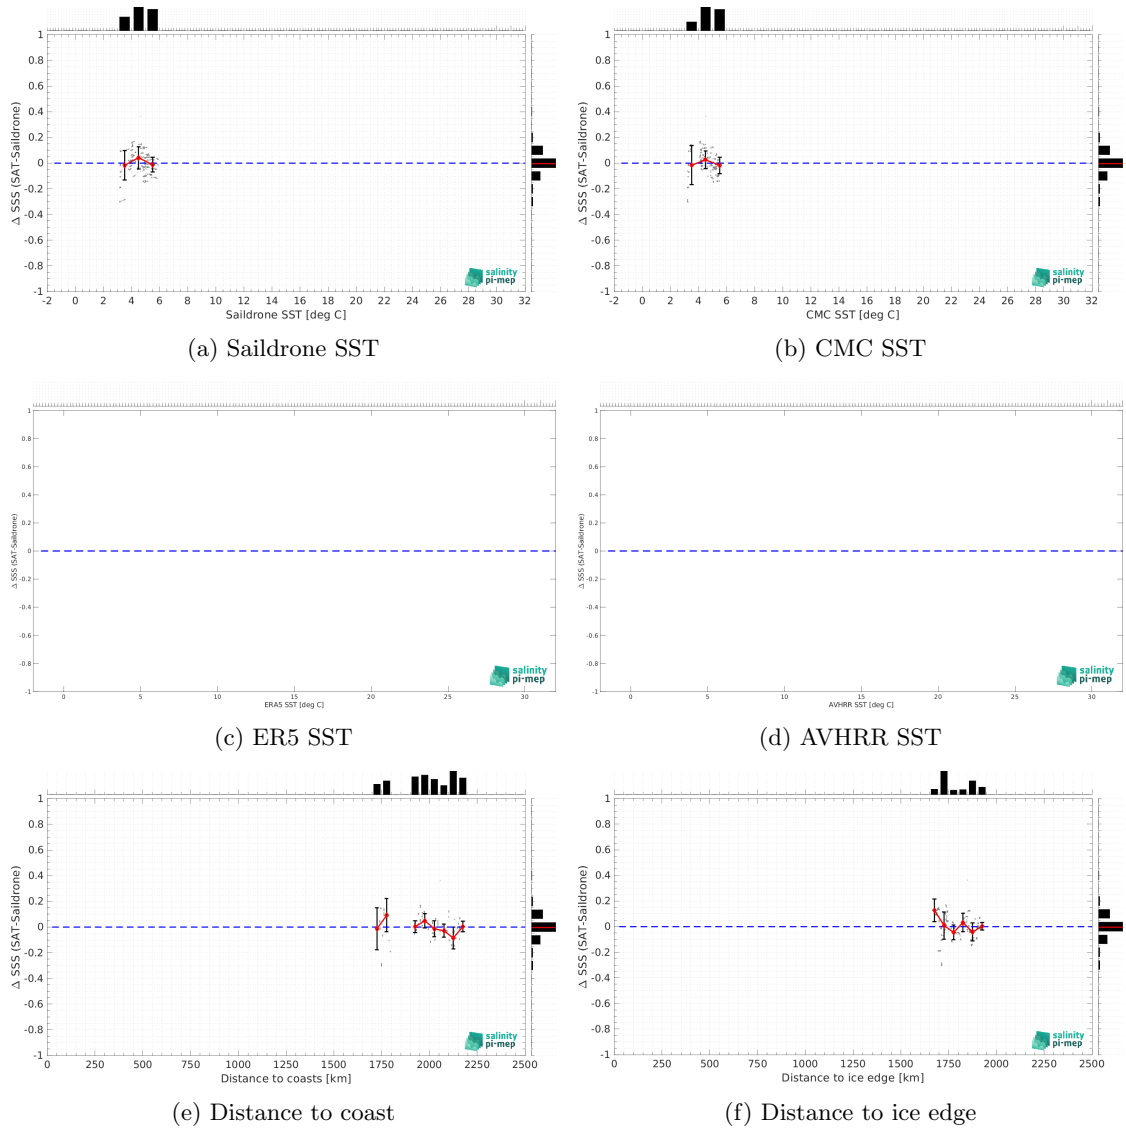 1
0.8
0.6
0.4
0.2
0
-0.2
-0.4
-0.6
-0.8
-1
Δ SSS (SAT-Saildrone)
-2 0 2 4 6 8 10 12 14 16 18 20 22 24 26 28 30 32
Saildrone SST [deg C]
salinity
pi-mep
(a) Saildrone SST
1
0.8
0.6
0.4
0.2
0
-0.2
-0.4
-0.6
-0.8
-1
Δ SSS (SAT-Saildrone)
-2 0 2 4 6 8 10 12 14 16 18 20 22 24 26 28 30 32
CMC SST [deg C]
salinity
pi-mep
(b) CMC SST
1
0.8
0.6
0.4
0.2
0
-0.2
-0.4
-0.6
-0.8
-1
Δ SSS (SAT-Saildrone)
0 5 10 15 20 25 30
ERA5 SST [deg C]
salinity
pi-mep
(c) ER5 SST
1
0.8
0.6
0.4
0.2
0
-0.2
-0.4
-0.6
-0.8
-1
Δ SSS (SAT-Saildrone)
0 5 10 15 20 25 30
AVHRR SST [deg C]
salinity
pi-mep
(d) AVHRR SST
1
0.8
0.6
0.4
0.2
0
-0.2
-0.4
-0.6
-0.8
-1
Δ SSS (SAT-Saildrone)
0 250 500 750 1000 1250 1500 1750 2000 2250 2500
Distance to coasts [km]
salinity
pi-mep
(e) Distance to coast
1
0.8
0.6
0.4
0.2
0
-0.2
-0.4
-0.6
-0.8
-1
Δ SSS (SAT-Saildrone)
0 250 500 750 1000 1250 1500 1750 2000 2250 2500
Distance to ice edge [km]
salinity
pi-mep
(f) Distance to ice edge